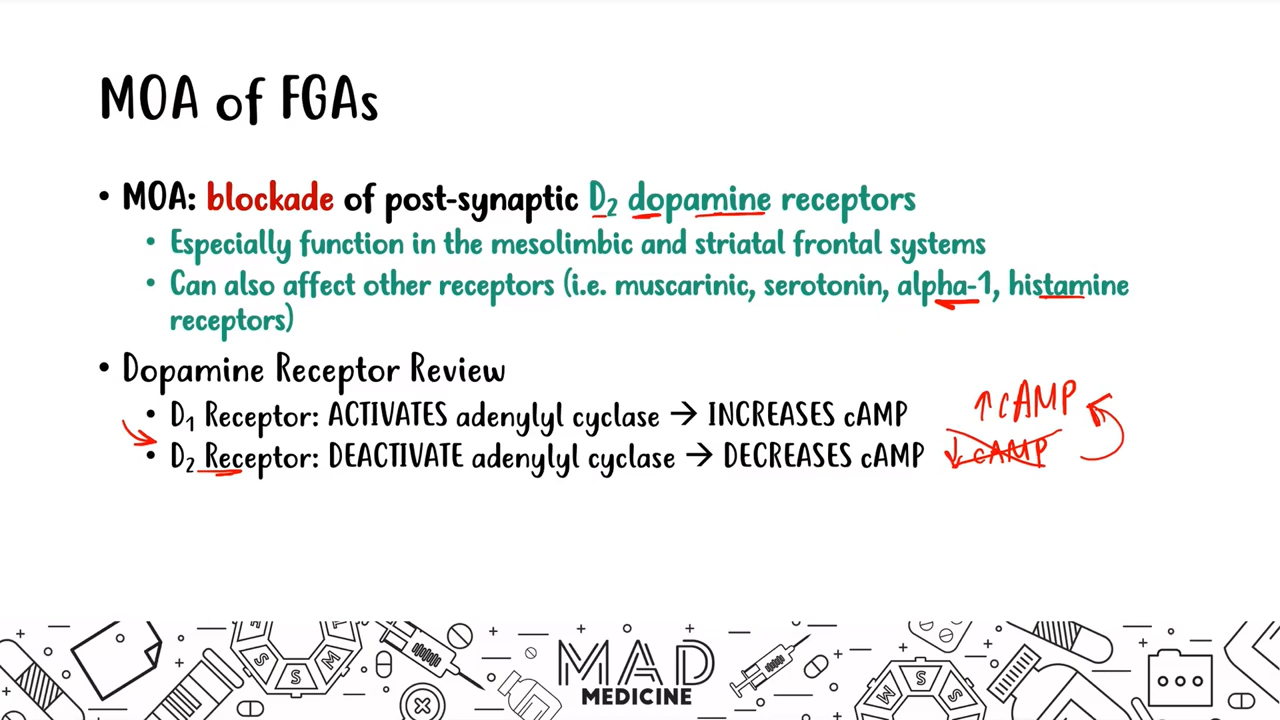 MOA of FGAs
• MOA: blockade of post-synaptic D₂ dopamine receptors
• Especially function in the mesolimbic and striatal frontal systems
• Can also affect other receptors (i.e. muscarinic, serotonin, alpha-1, histamine
receptors)
• Dopamine Receptor Review
• D₁ Receptor: ACTIVATES adenylyl cyclase → INCREASES cAMP
↑cAMP
• D₂ Receptor: DEACTIVATE adenylyl cyclase → DECREASES cAMP
↓cAMP
S S M
M S S
MAD
MEDICINE